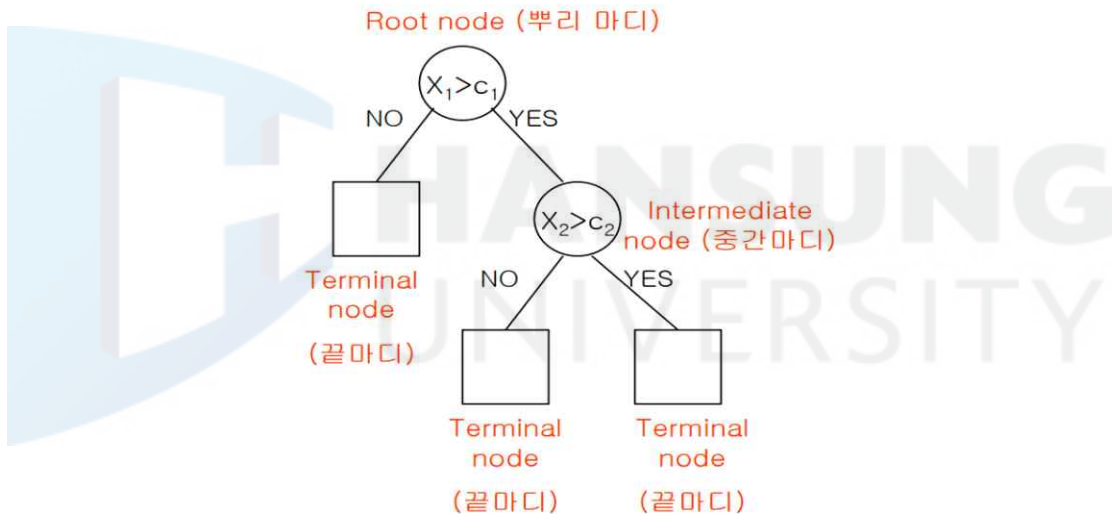 Root node (뿌리 마디)
X₁>c₁
NO
YES
X₂>c₂
Intermediate
node (중간마디)
Terminal
node
(끝마디)
NO
YES
Terminal
node
(끝마디)
Terminal
node
(끝마디)
HANSUNG
UNIVERSITY